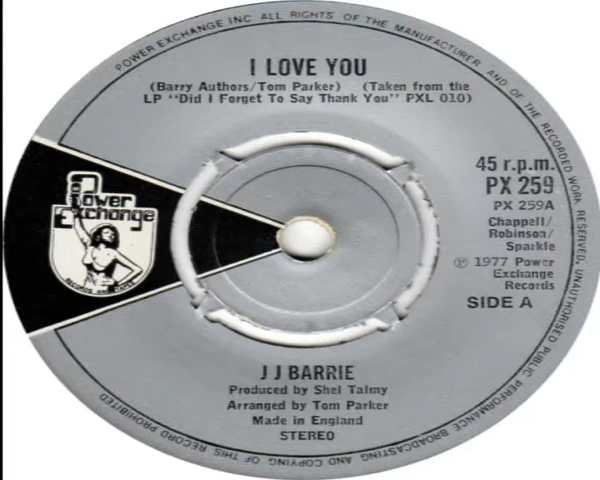 POWER EXCHANGE INC. ALL RIGHTS OF THE MANUFACTURER AND OF THE RECORDED WORK RESERVED. UNAUTHORISED PUBLIC PERFORMANCE BROADCASTING AND COPYING OF THIS RECORD PROHIBITED
I LOVE YOU
(Barry Authors/Tom Parker) (Taken from the
LP "Did I Forget To Say Thank You" PXL 010)
45 r.p.m.
PX 259
PX 259A
Chappell/
Robinson/
Sparkle
℗ 1977 Power
Exchange
Records
SIDE A
Power
Exchange
RECORDS AND TAPES
J J BARRIE
Produced by Shel Talmy
Arranged by Tom Parker
Made in England
STEREO